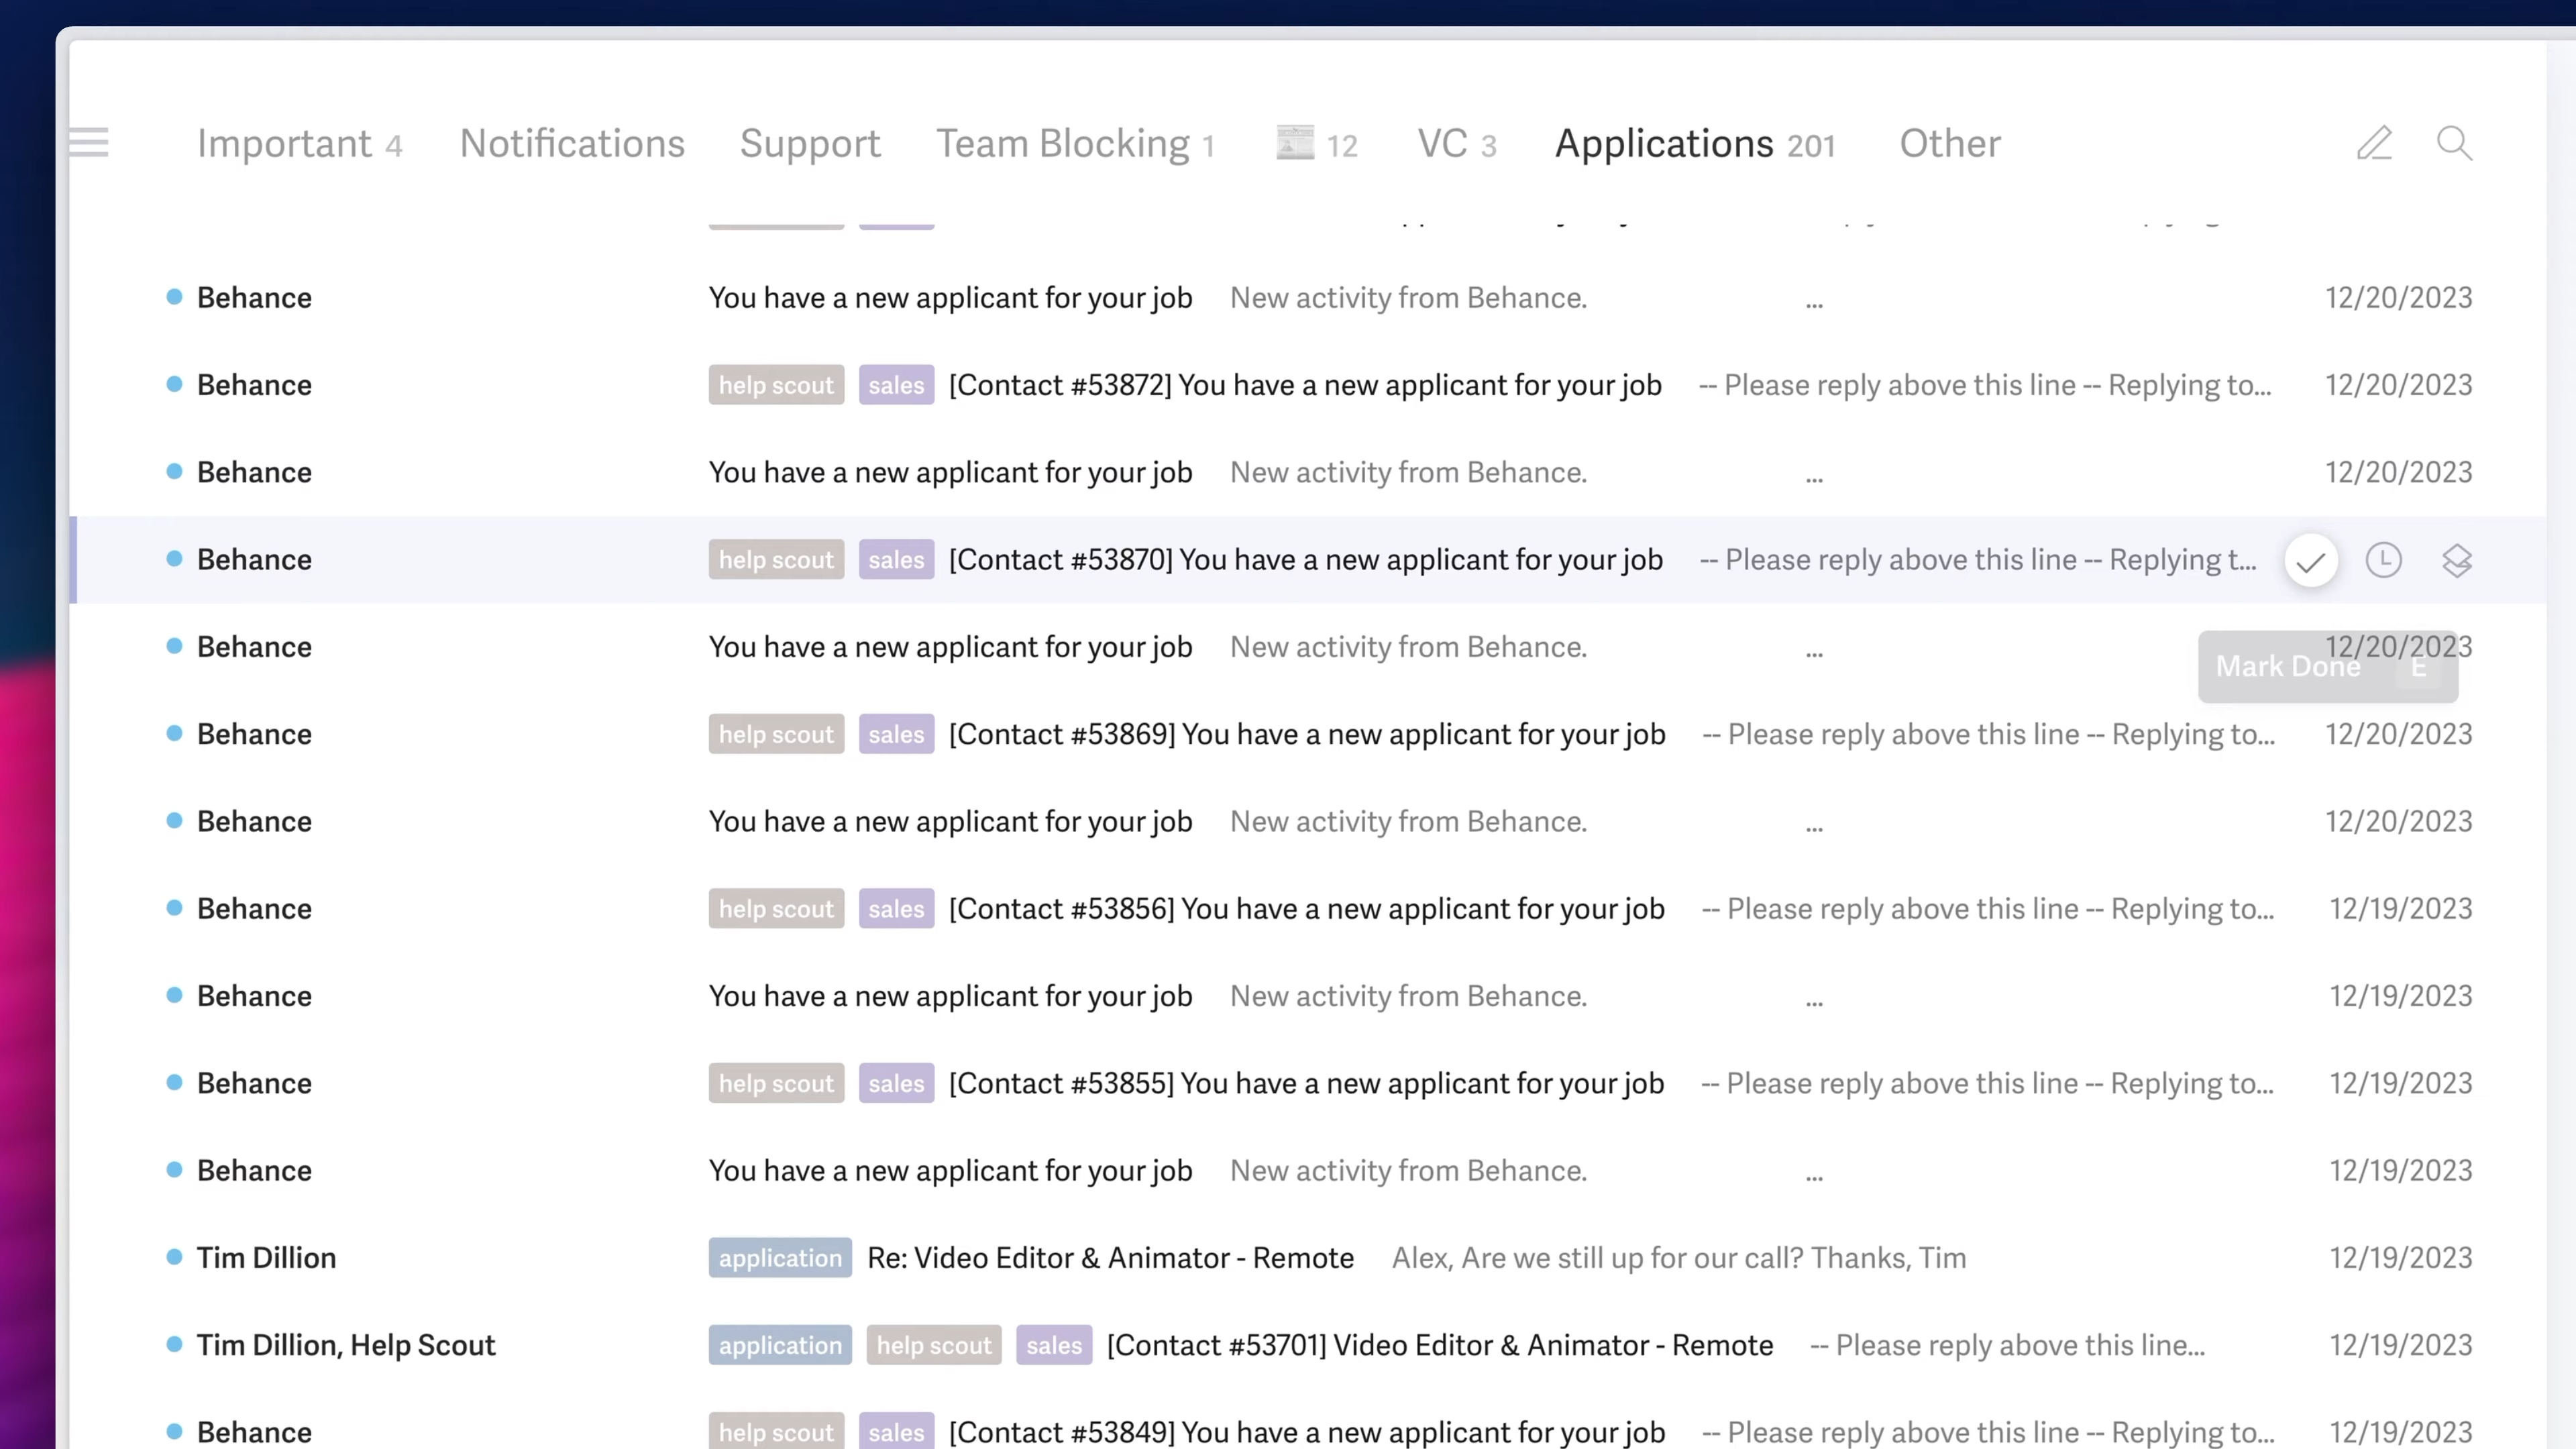 Important 4 Notifications Support Team Blocking 1 12 VC 3 Applications 201 Other
Behance You have a new applicant for your job New activity from Behance. ... 12/20/2023
Behance help scout sales [Contact #53872] You have a new applicant for your job -- Please reply above this line -- Replying to... 12/20/2023
Behance You have a new applicant for your job New activity from Behance. ... 12/20/2023
Behance help scout sales [Contact #53870] You have a new applicant for your job -- Please reply above this line -- Replying t...
Behance You have a new applicant for your job New activity from Behance. ... 12/20/2023
Mark Done E
Behance help scout sales [Contact #53869] You have a new applicant for your job -- Please reply above this line -- Replying to... 12/20/2023
Behance You have a new applicant for your job New activity from Behance. ... 12/20/2023
Behance help scout sales [Contact #53856] You have a new applicant for your job -- Please reply above this line -- Replying to... 12/19/2023
Behance You have a new applicant for your job New activity from Behance. ... 12/19/2023
Behance help scout sales [Contact #53855] You have a new applicant for your job -- Please reply above this line -- Replying to... 12/19/2023
Behance You have a new applicant for your job New activity from Behance. ... 12/19/2023
Tim Dillion application Re: Video Editor & Animator - Remote Alex, Are we still up for our call? Thanks, Tim 12/19/2023
Tim Dillion, Help Scout application help scout sales [Contact #53701] Video Editor & Animator - Remote -- Please reply above this line... 12/19/2023
Behance help scout sales [Contact #53849] You have a new applicant for your job -- Please reply above this line -- Replying to... 12/19/2023